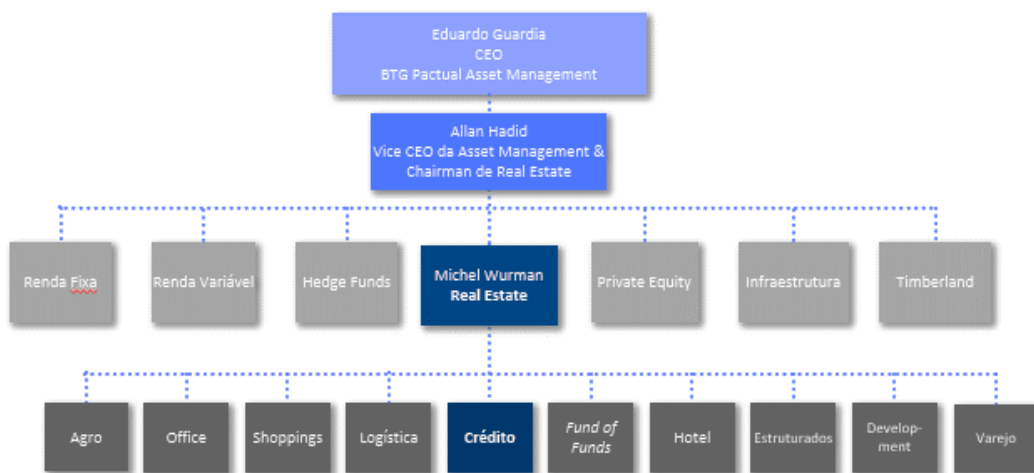 Eduardo Guardia
CEO
BTG Pactual Asset Management
Allan Hadid
Vice CEO da Asset Management &
Chairman de Real Estate
Renda Fixa
Renda Variável
Hedge Funds
Michel Wurman
Real Estate
Private Equity
Infraestrutura
Timberland
Agro
Office
Shoppings
Logística
Crédito
Fund of
Funds
Hotel
Estruturados
Develop-
ment
Varejo